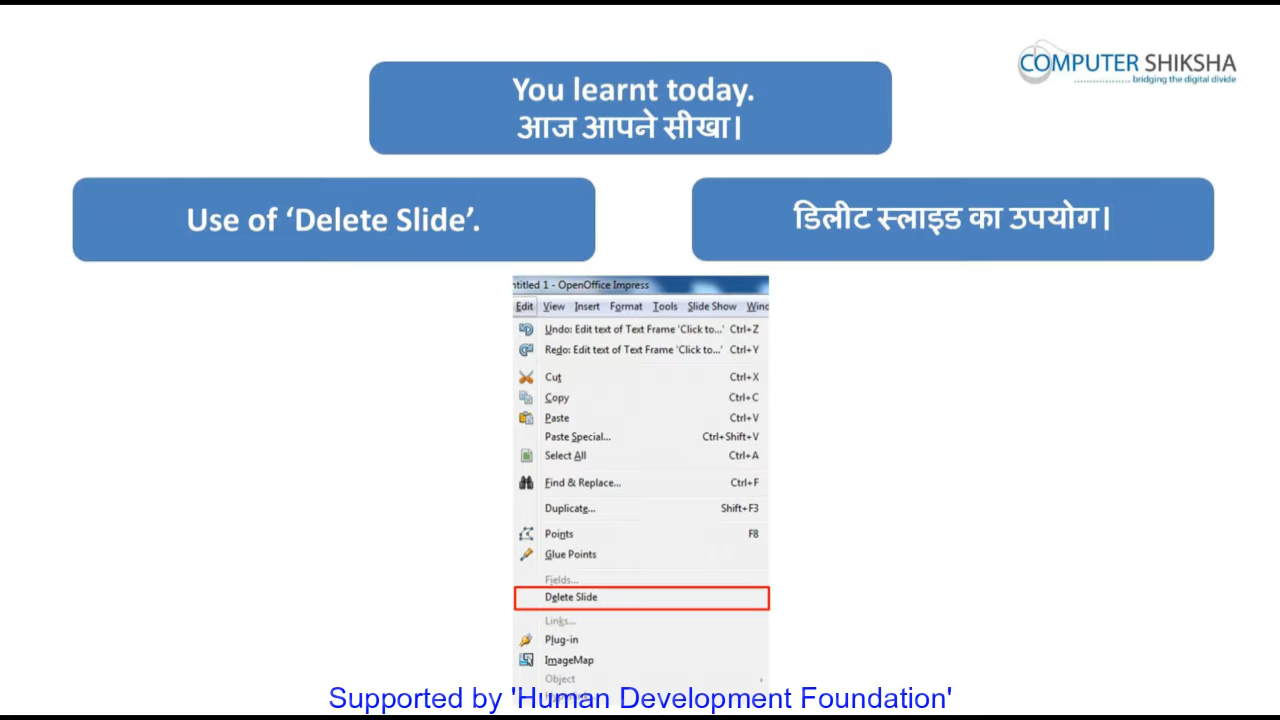 COMPUTER SHIKSHA
bridging the digital divide
You learnt today.
आज आपने सीखा।
Use of ‘Delete Slide’.
डिलीट स्लाइड का उपयोग।
ntitled 1 - OpenOffice Impress
Edit View Insert Format Tools Slide Show Wind
Undo: Edit text of Text Frame 'Click to...' Ctrl+Z
Redo: Edit text of Text Frame 'Click to...' Ctrl+Y
Cut Ctrl+X
Copy Ctrl+C
Paste Ctrl+V
Paste Special... Ctrl+Shift+V
Select All Ctrl+A
Find & Replace... Ctrl+F
Duplicate... Shift+F3
Points F8
Glue Points
Fields...
Delete Slide
Links...
Plug-in
ImageMap
Object
Supported by 'Human Development Foundation'